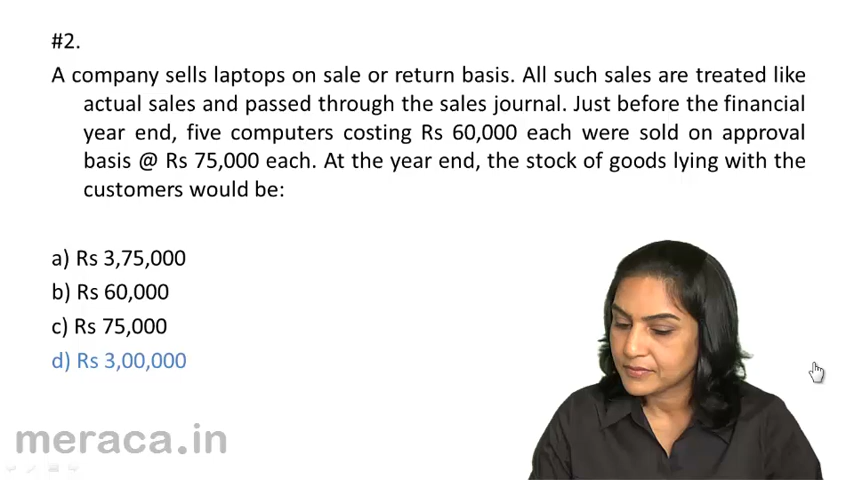 #2.
A company sells laptops on sale or return basis. All such sales are treated like
actual sales and passed through the sales journal. Just before the financial
year end, five computers costing Rs 60,000 each were sold on approval
basis @ Rs 75,000 each. At the year end, the stock of goods lying with the
customers would be:
a) Rs 3,75,000
b) Rs 60,000
c) Rs 75,000
d) Rs 3,00,000
meraca.in